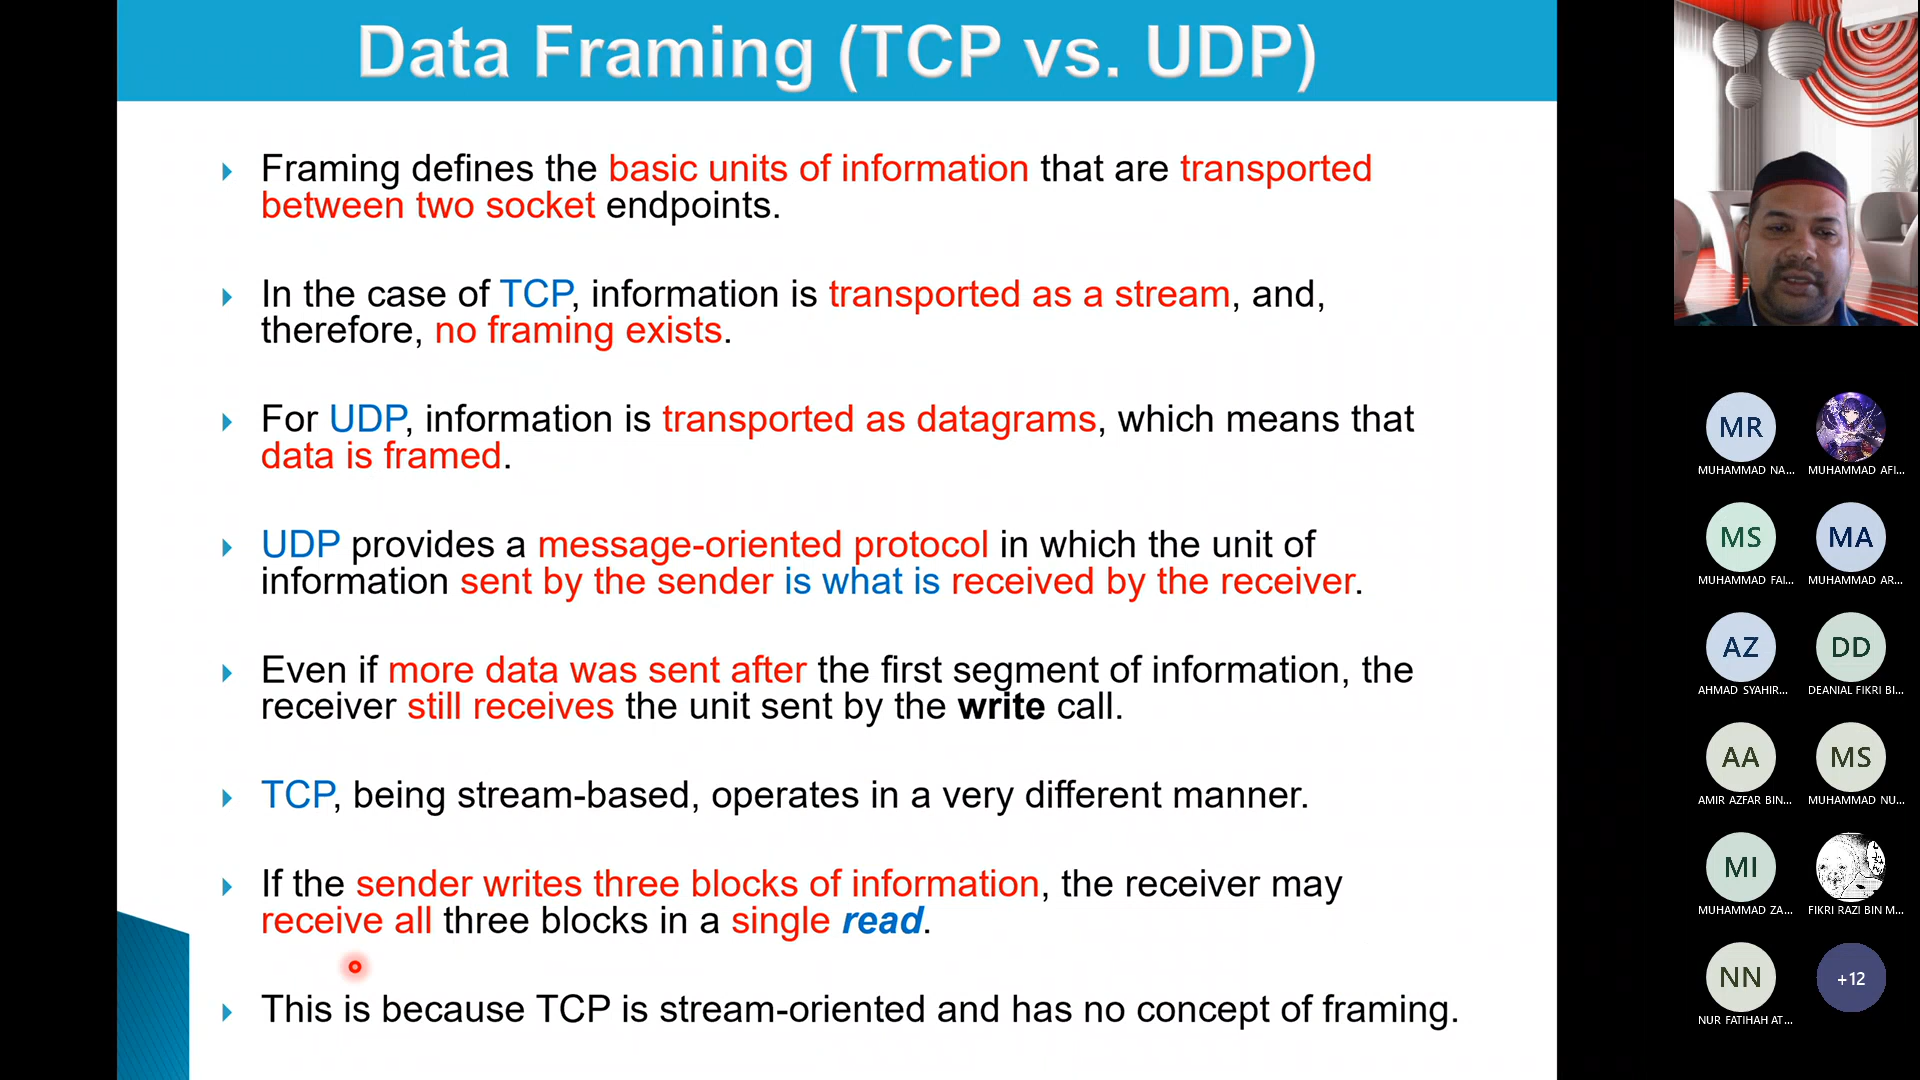 Data Framing (TCP vs. UDP)
Framing defines the basic units of information that are transported
between two socket endpoints.
In the case of TCP, information is transported as a stream, and,
therefore, no framing exists.
For UDP, information is transported as datagrams, which means that
data is framed.
UDP provides a message-oriented protocol in which the unit of
information sent by the sender is what is received by the receiver.
Even if more data was sent after the first segment of information, the
receiver still receives the unit sent by the write call.
TCP, being stream-based, operates in a very different manner.
If the sender writes three blocks of information, the receiver may
receive all three blocks in a single read.
This is because TCP is stream-oriented and has no concept of framing.
MR
MUHAMMAD NA...
MUHAMMAD AFI...
MS
MA
MUHAMMAD FAI...
MUHAMMAD AR...
AZ
DD
AHMAD SYAHIR...
DEANIAL FIKRI BI...
AA
MS
AMIR AZFAR BIN...
MUHAMMAD NU...
MI
MUHAMMAD ZA...
FIKRI RAZI BIN M...
NN
+12
NUR FATIHAH AT...